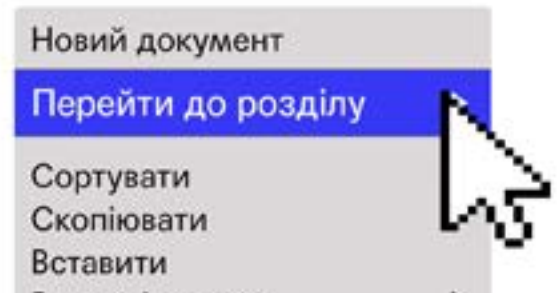 Новий документ
Перейти до розділу
Сортувати
Скопіювати
Вставити